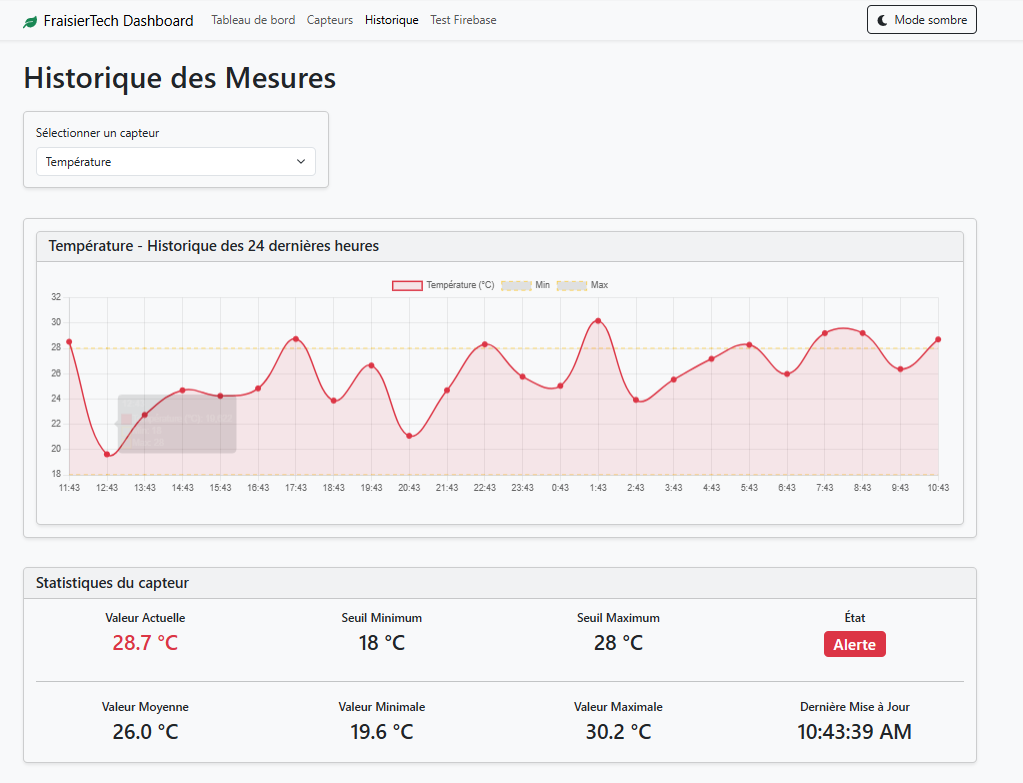 FraisierTech Dashboard Tableau de bord Capteurs Historique Test Firebase Mode sombre
Historique des Mesures
Sélectionner un capteur
Température
Température - Historique des 24 dernières heures
Température (°C) Min Max
32
30
28
26
24
22
20
18
11:43 12:43 13:43 14:43 15:43 16:43 17:43 18:43 19:43 20:43 21:43 22:43 23:43 0:43 1:43 2:43 3:43 4:43 5:43 6:43 7:43 8:43 9:43 10:43
Statistiques du capteur
Valeur Actuelle Seuil Minimum Seuil Maximum État
28.7 °C 18 °C 28 °C Alerte
Valeur Moyenne Valeur Minimale Valeur Maximale Dernière Mise à Jour
26.0 °C 19.6 °C 30.2 °C 10:43:39 AM